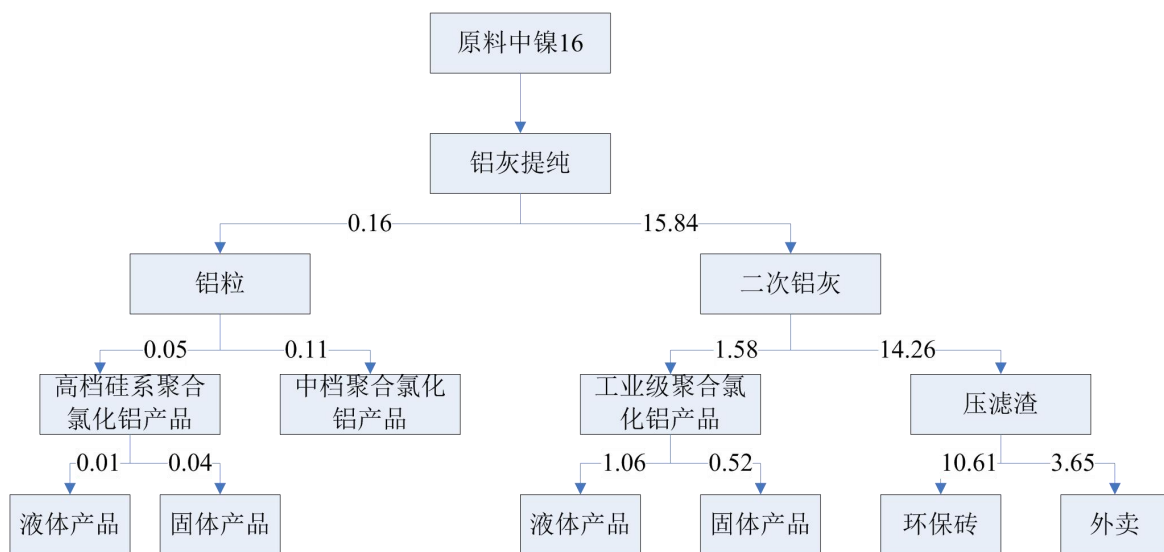 原料中镍16
铝灰提纯
0.16
15.84
铝粒
二次铝灰
0.05
0.11
1.58
14.26
高档硅系聚合
氯化铝产品
中档聚合氯化
铝产品
工业级聚合氯
化铝产品
压滤渣
0.01
0.04
1.06
0.52
10.61
3.65
液体产品
固体产品
液体产品
固体产品
环保砖
外卖